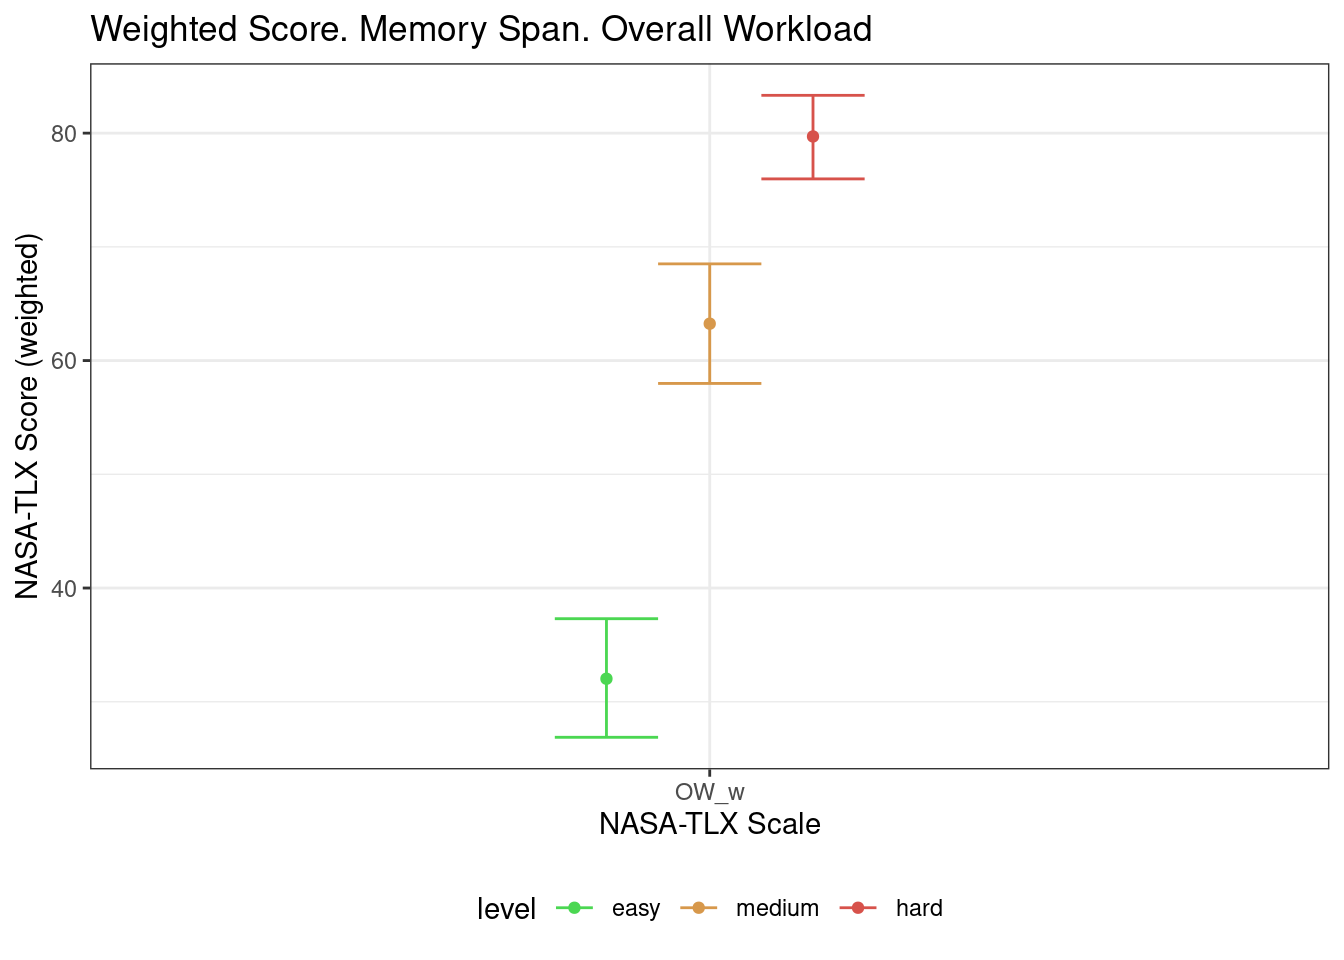 Weighted Score. Memory Span. Overall Workload
NASA-TLX Score (weighted)
80
60
40
OW_w
NASA-TLX Scale
level easy medium hard